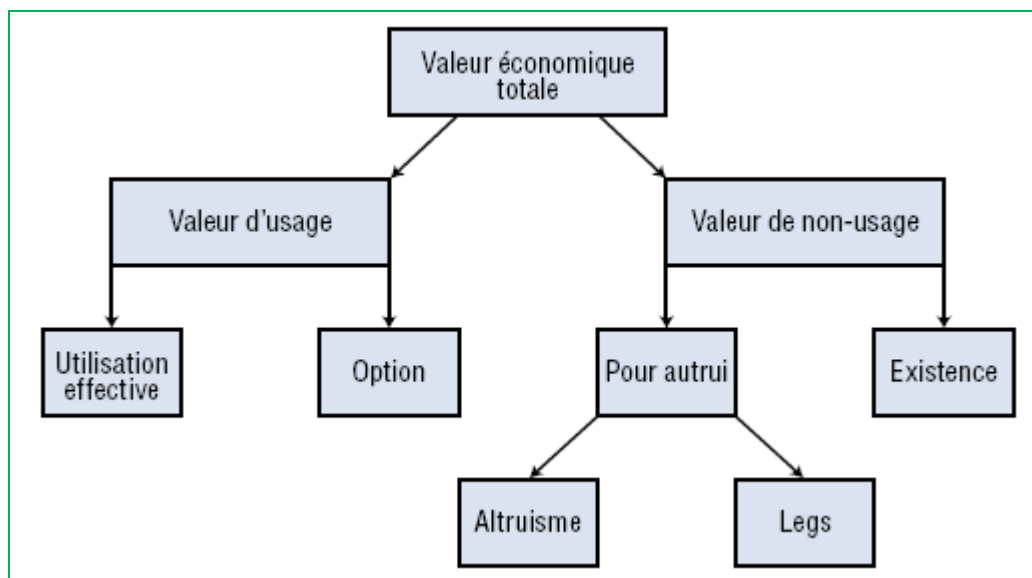 Valeur économique
totale
Valeur d'usage
Valeur de non-usage
Utilisation
effective
Option
Pour autrui
Existence
Altruisme
Legs